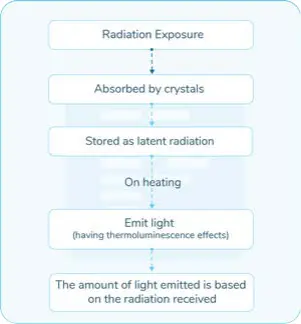 Radiation Exposure
Absorbed by crystals
Stored as latent radiation
On heating
Emit light
(having thermoluminescence effects)
The amount of light emitted is based
on the radiation received